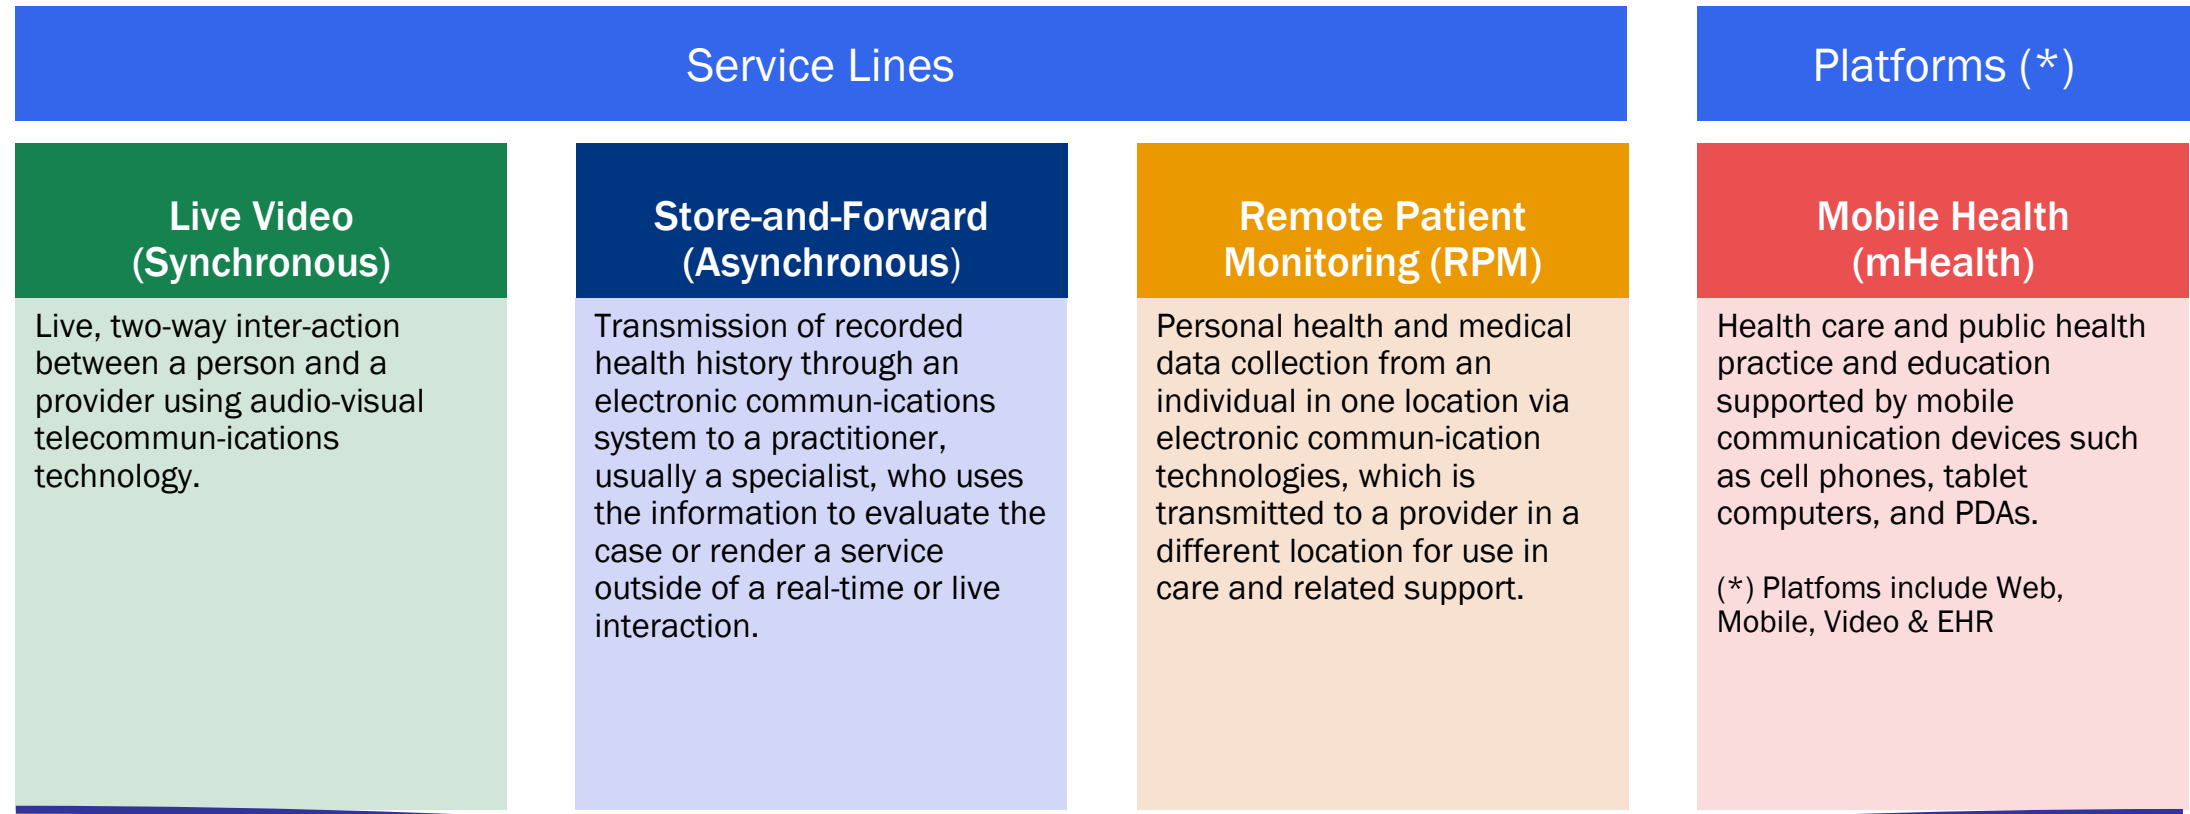 Service Lines
Platforms (*)
Live Video
(Synchronous)
Live, two-way inter-action
between a person and a
provider using audio-visual
telecommun-ications
technology.
Store-and-Forward
(Asynchronous)
Transmission of recorded
health history through an
electronic commun-ications
system to a practitioner,
usually a specialist, who uses
the information to evaluate the
case or render a service
outside of a real-time or live
interaction.
Remote Patient
Monitoring (RPM)
Personal health and medical
data collection from an
individual in one location via
electronic commun-ication
technologies, which is
transmitted to a provider in a
different location for use in
care and related support.
Mobile Health
(mHealth)
Health care and public health
practice and education
supported by mobile
communication devices such
as cell phones, tablet
computers, and PDAs.
(*) Platfoms include Web,
Mobile, Video & EHR